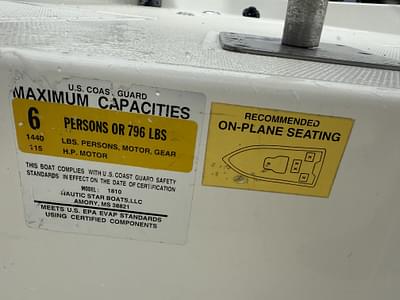 U.S. COAST GUARD
MAXIMUM CAPACITIES
6 PERSONS OR 796 LBS
1440 LBS. PERSONS, MOTOR, GEAR
115 H.P. MOTOR
THIS BOAT COMPLIES WITH U.S. COAST GUARD SAFETY
STANDARDS IN EFFECT ON THE DATE OF CERTIFICATION
MODEL: 1810
NAUTIC STAR BOATS,LLC
AMORY, MS 38821
MEETS U.S. EPA EVAP STANDARDS
USING CERTIFIED COMPONENTS
RECOMMENDED
ON-PLANE SEATING